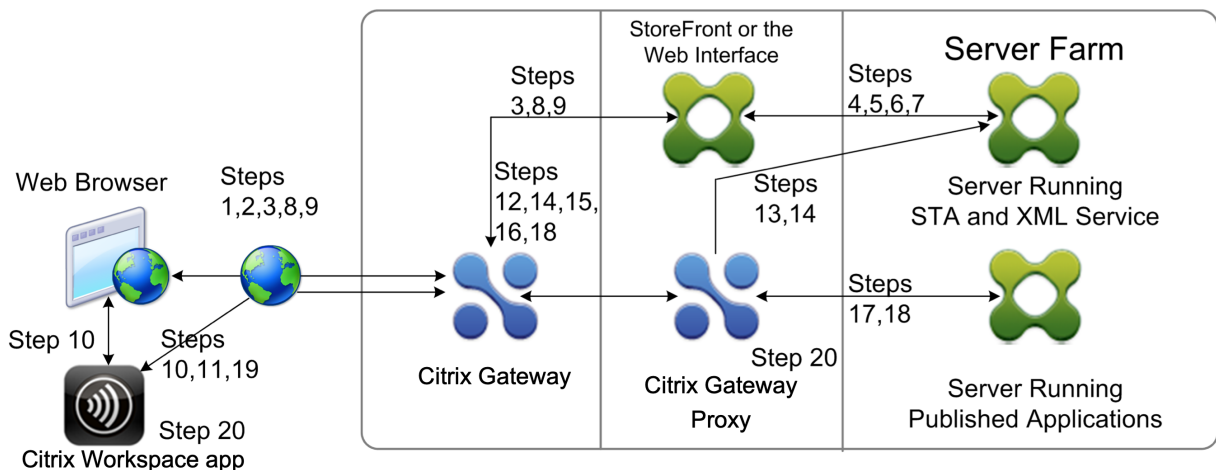 StoreFront or the
Web Interface
Server Farm
Steps
3,8,9
Steps
4,5,6,7
Web Browser
Steps
1,2,3,8,9
Steps
12,14,15,
16,18
Steps
13,14
Server Running
STA and XML Service
Steps
17,18
Step 10
Steps
10,11,19
Citrix Gateway
Step 20
Citrix Gateway
Proxy
Server Running
Published Applications
Step 20
Citrix Workspace app